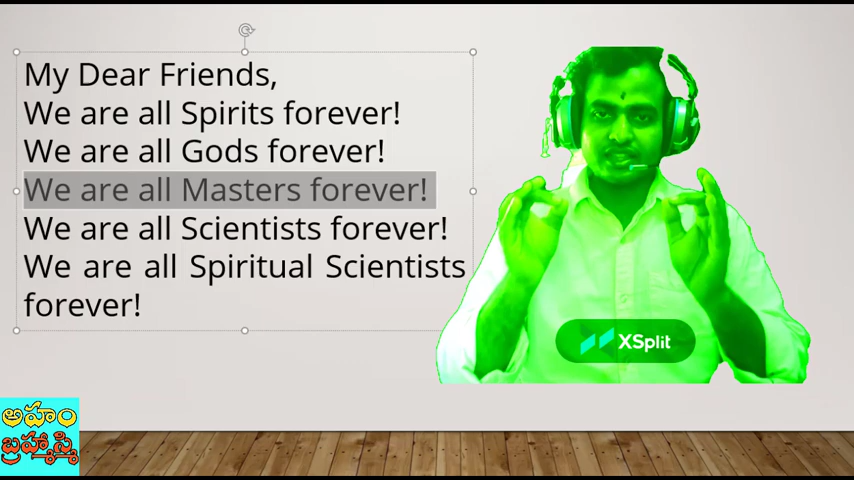 My Dear Friends,
We are all Spirits forever!
We are all Gods forever!
We are all Masters forever!
We are all Scientists forever!
We are all Spiritual Scientists
forever!
XSplit
అహం
బ్రహ్మాస్మి